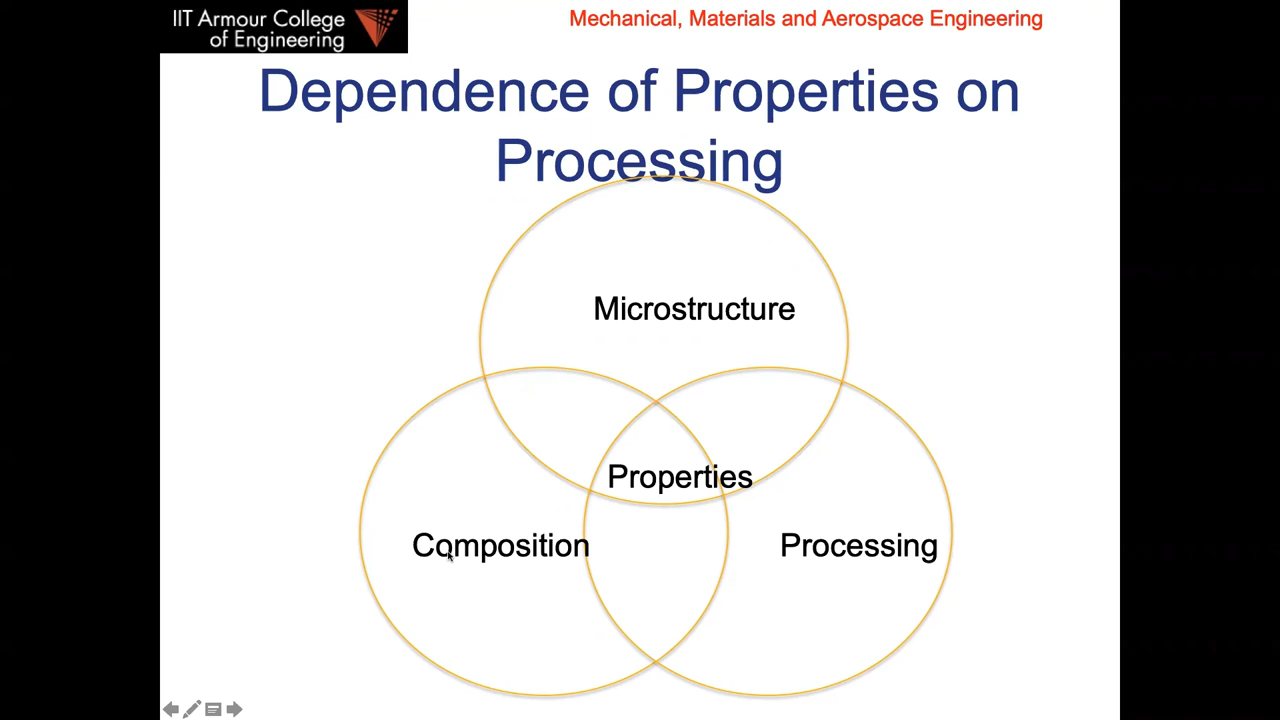 IIT Armour College
of Engineering
Mechanical, Materials and Aerospace Engineering
Dependence of Properties on
Processing
Microstructure
Properties
Composition
Processing